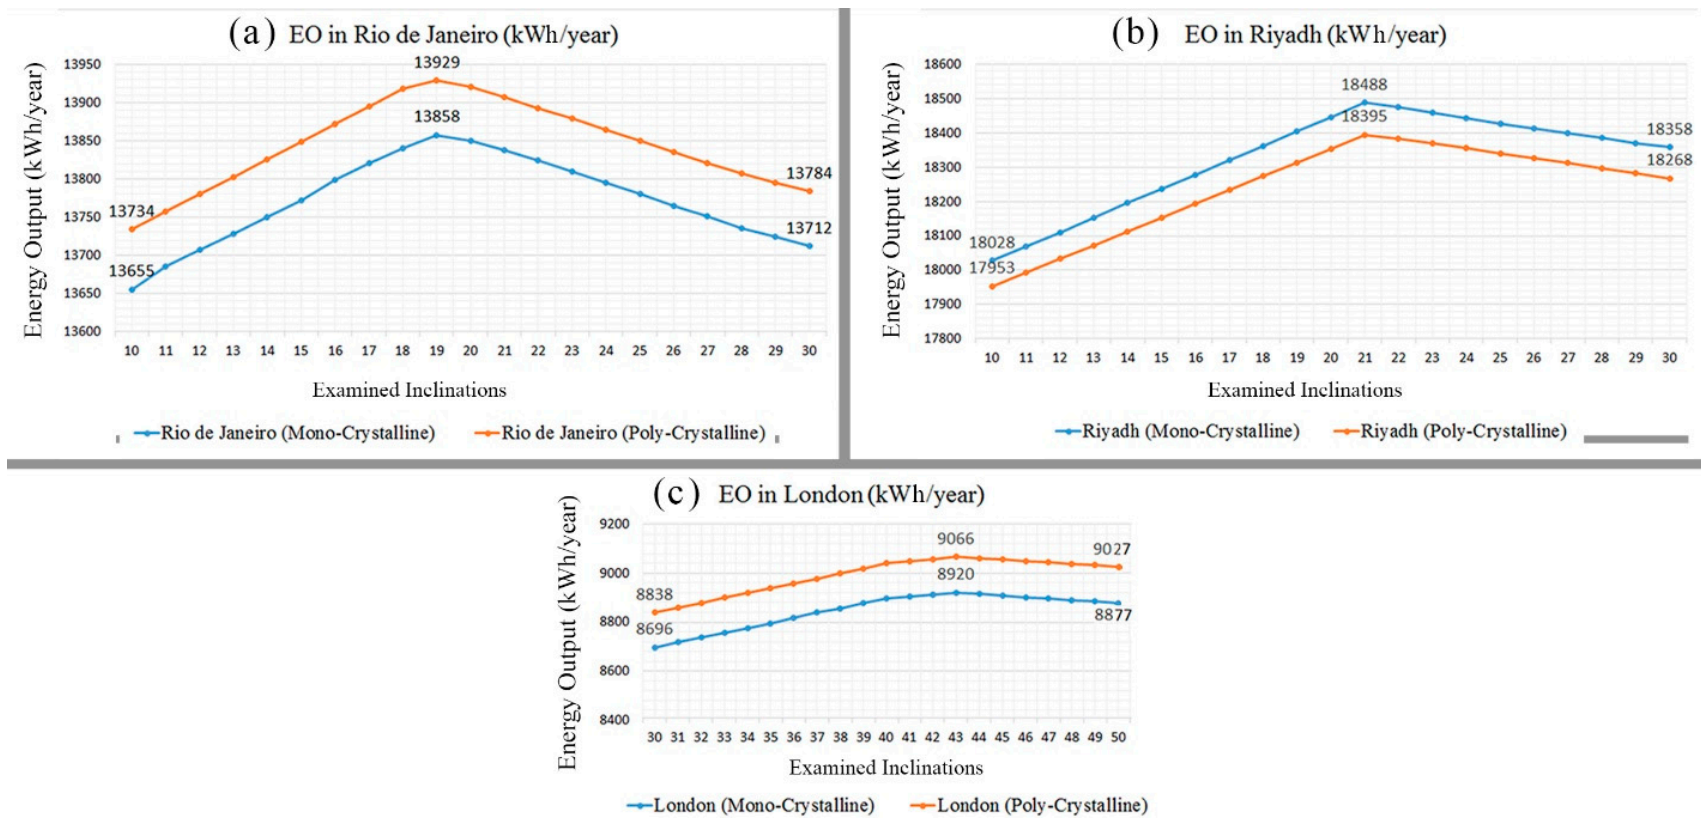 (a) EO in Rio de Janeiro (kWh/year)
Energy Output (kWh/year)
13950
13900
13850
13800
13750
13700
13650
13600
13929
13858
13734
13655
13784
13712
10 11 12 13 14 15 16 17 18 19 20 21 22 23 24 25 26 27 28 29 30
Examined Inclinations
Rio de Janeiro (Mono-Crystalline) Rio de Janeiro (Poly-Crystalline)
(b) EO in Riyadh (kWh/year)
Energy Output (kWh/year)
18600
18500
18400
18300
18200
18100
18000
17900
17800
18488
18395
18358
18268
18028
17953
10 11 12 13 14 15 16 17 18 19 20 21 22 23 24 25 26 27 28 29 30
Examined Inclinations
Riyadh (Mono-Crystalline) Riyadh (Poly-Crystalline)
(c) EO in London (kWh/year)
Energy Output (kWh/year)
9200
9000
8800
8600
8400
9066
8920
9027
8877
8838
8696
30 31 32 33 34 35 36 37 38 39 40 41 42 43 44 45 46 47 48 49 50
Examined Inclinations
London (Mono-Crystalline) London (Poly-Crystalline)